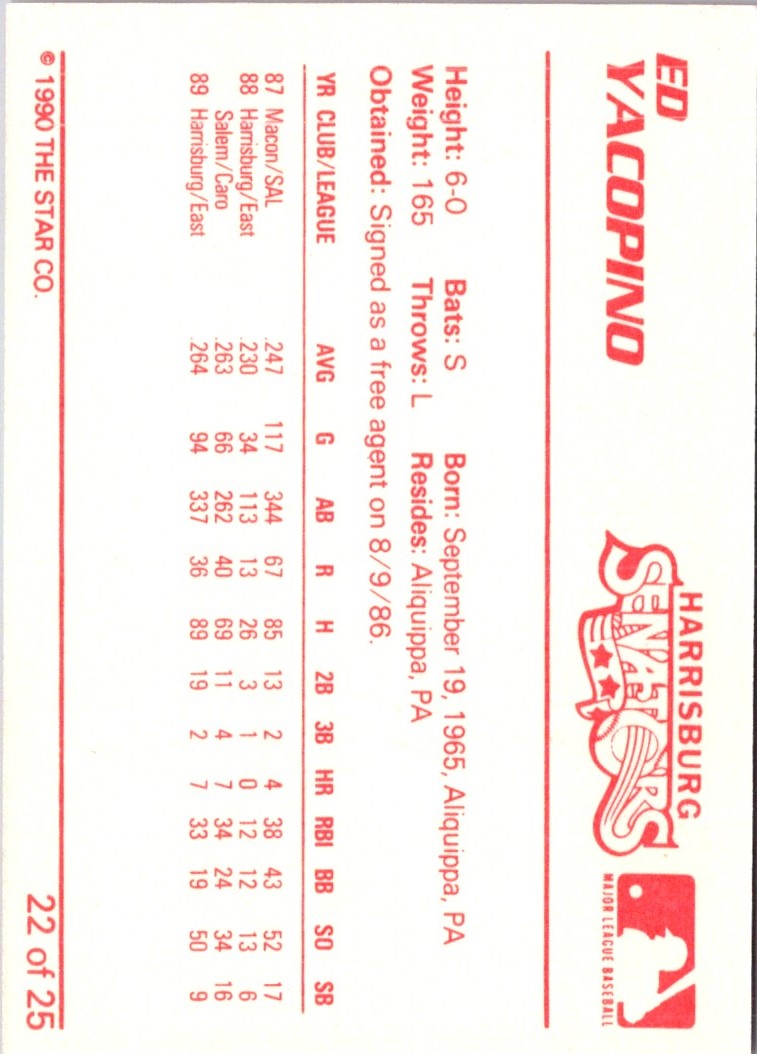 ED
YACOPINO
HARRISBURG
SENATORS
MAJOR LEAGUE BASEBALL
Height: 6-0 Bats: S Born: September 19, 1965, Aliquippa, PA
Weight: 165 Throws: L Resides: Aliquippa, PA
Obtained: Signed as a free agent on 8/9/86.
YR CLUB/LEAGUE AVG G AB R H 2B 3B HR RBI BB SO SB
87 Macon/SAL .247 117 344 67 85 13 2 4 38 43 52 17
88 Harrisburg/East .230 34 113 13 26 3 1 0 12 12 13 6
Salem/Caro .263 66 262 40 69 11 4 7 34 24 34 16
89 Harrisburg/East .264 94 337 36 89 19 2 7 33 19 50 9
© 1990 THE STAR CO.
22 of 25